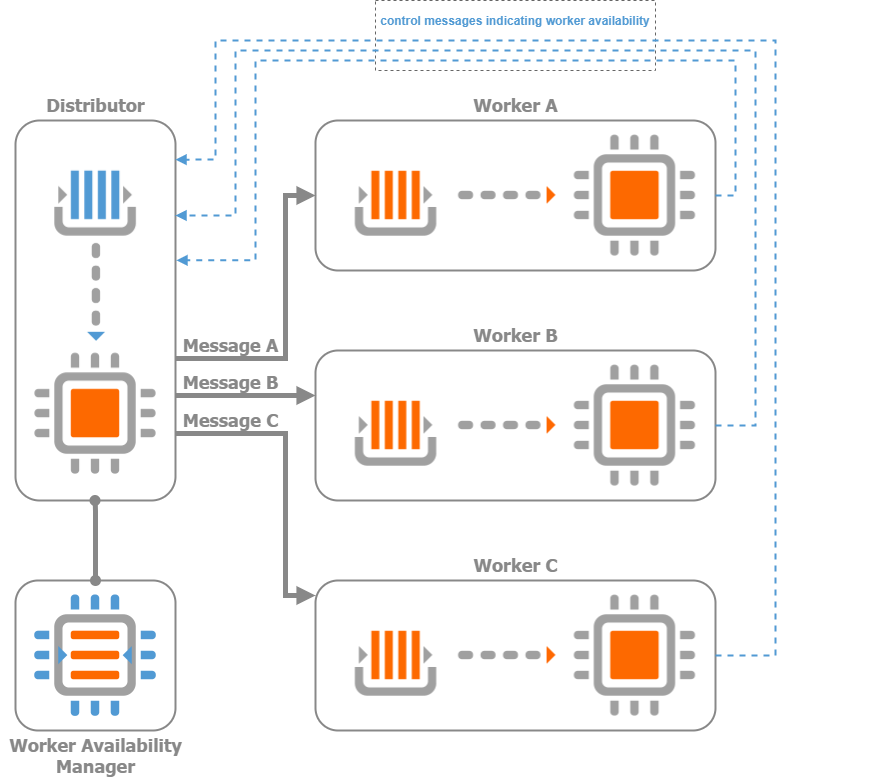 control messages indicating worker availability
Distributor
Worker A
Message A
Worker B
Message B
Message C
Worker C
Worker Availability
Manager